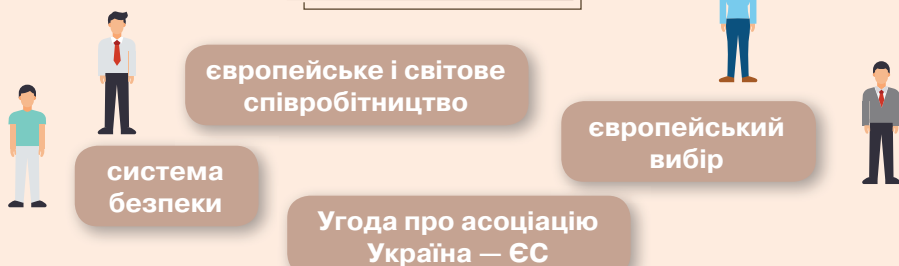 європейське і світове
співробітництво
європейський
вибір
система
безпеки
Угода про асоціацію
Україна — ЄС